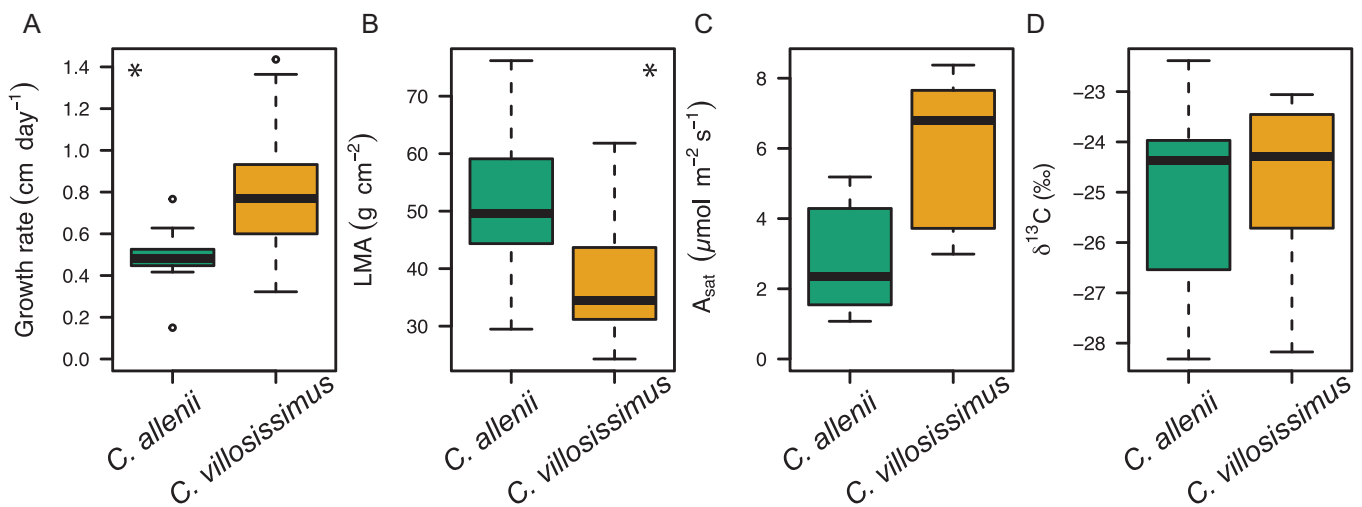 A
B
C
D
Growth rate (cm day⁻¹)
1.4
1.2
1.0
0.8
0.6
0.4
0.2
0.0
*
C. allenii
C. villosissimus
LMA (g cm⁻²)
70
60
50
40
30
*
C. allenii
C. villosissimus
Asat (µmol m⁻² s⁻¹)
8
6
4
2
0
C. allenii
C. villosissimus
δ¹³C (‰)
−23
−24
−25
−26
−27
−28
C. allenii
C. villosissimus